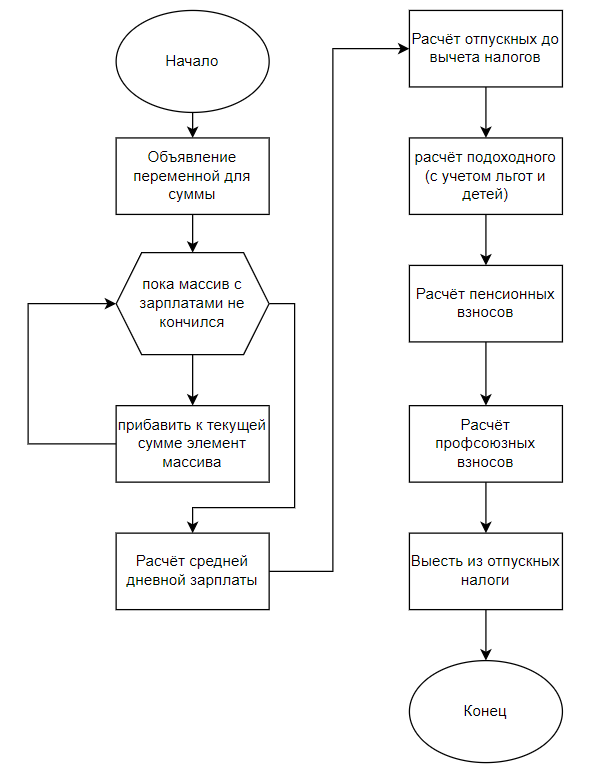 Начало
Объявление
переменной для
суммы
пока массив с
зарплатами не
кончился
прибавить к текущей
сумме элемент
массива
Расчёт средней
дневной зарплаты
Расчёт отпускных до
вычета налогов
расчёт подоходного
(с учетом льгот и
детей)
Расчёт пенсионных
взносов
Расчёт
профсоюзных
взносов
Выесть из отпускных
налоги
Конец